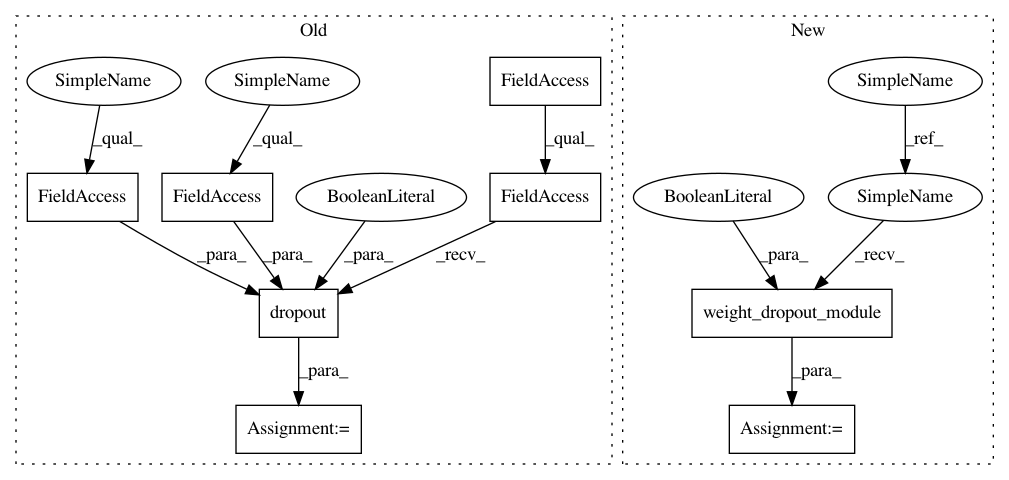 Old
New
SimpleName
SimpleName
FieldAccess
SimpleName
_qual_
_qual_
_qual_
_ref_
FieldAccess
FieldAccess
BooleanLiteral
FieldAccess
BooleanLiteral
SimpleName
_para_
_para_
_para_
_recv_
_para_
_recv_
dropout
weight_dropout_module
_para_
_para_
Assignment:=
Assignment:=